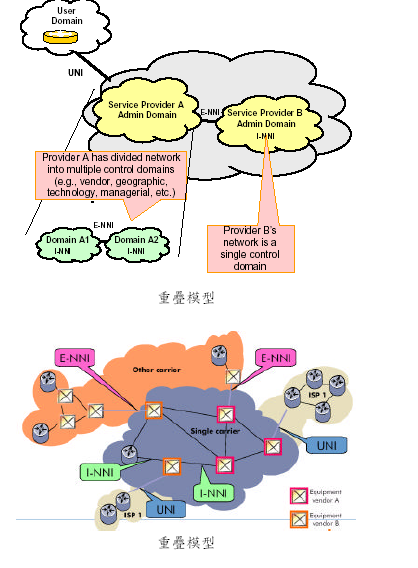 User
Domain
UNI
Service Provider A
Admin Domain
E-NNI
Service Provider B
Admin Domain
I-NNI
Provider A has divided network
into multiple control domains
(e.g., vendor, geographic,
technology, managerial, etc.)
E-NNI
Domain A1
I-NNI
Domain A2
I-NNI
Provider B's
network is a
single control
domain
重疊模型
E-NNI
Other carrier
E-NNI
ISP 1
Single carrier
UNI
I-NNI
I-NNI
ISP 1
UNI
Equipment
vendor A
Equipment
vendor B
重疊模型